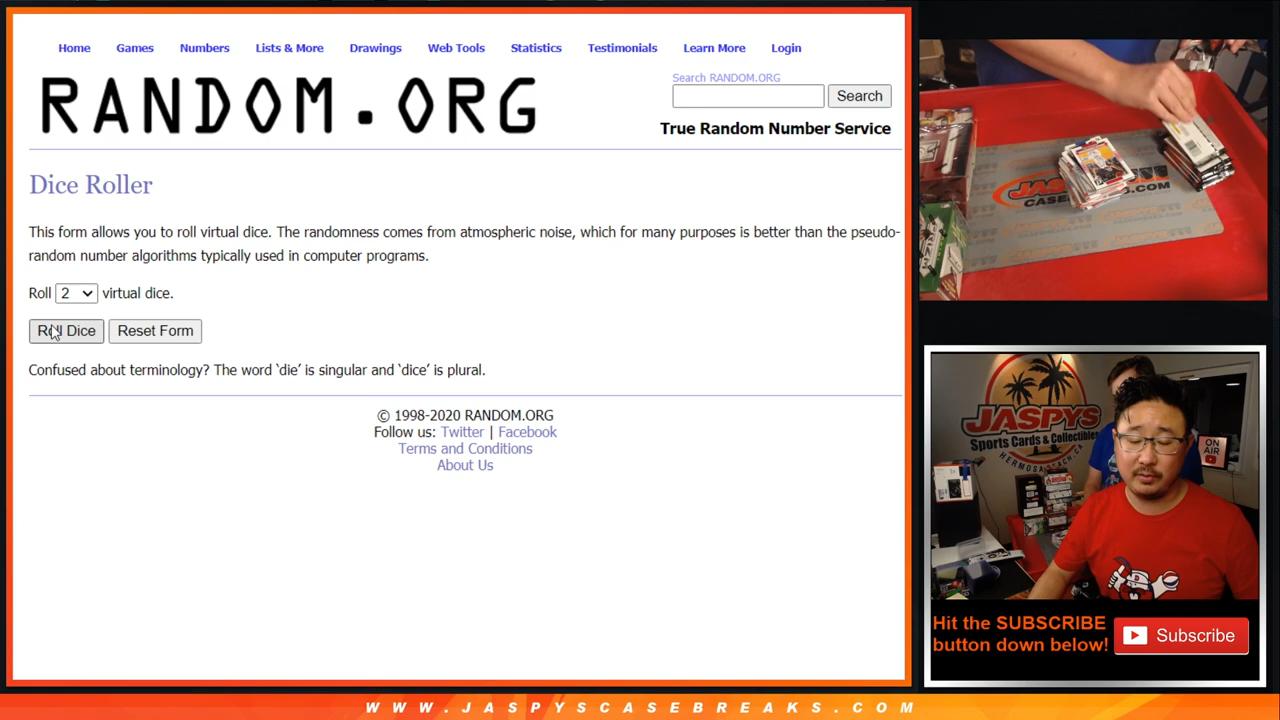 Home Games Numbers Lists & More Drawings Web Tools Statistics Testimonials Learn More Login
RANDOM.ORG
Search RANDOM.ORG
Search
True Random Number Service
Dice Roller
This form allows you to roll virtual dice. The randomness comes from atmospheric noise, which for many purposes is better than the pseudo-
random number algorithms typically used in computer programs.
Roll 2 virtual dice.
Roll Dice Reset Form
Confused about terminology? The word ‘die’ is singular and ‘dice’ is plural.
© 1998-2020 RANDOM.ORG
Follow us: Twitter | Facebook
Terms and Conditions
About Us
JASPYS
Sports Cards & Collectibles
HERMOSA BEACH, CA
ON
AIR
Hit the SUBSCRIBE
button down below!
Subscribe
WWW.JASPYSCASEBREAKS.COM